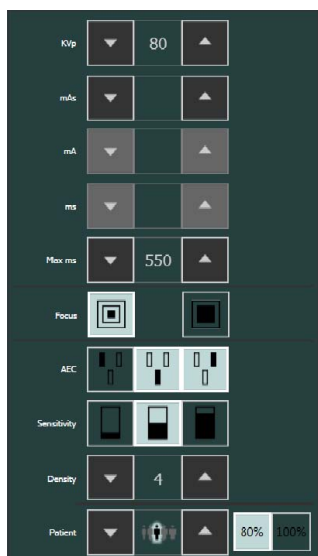 KVp 80
mAs
mA
ms
Max ms 550
Focus
AEC
Sensitivity
Density 4
Patient 80% 100%